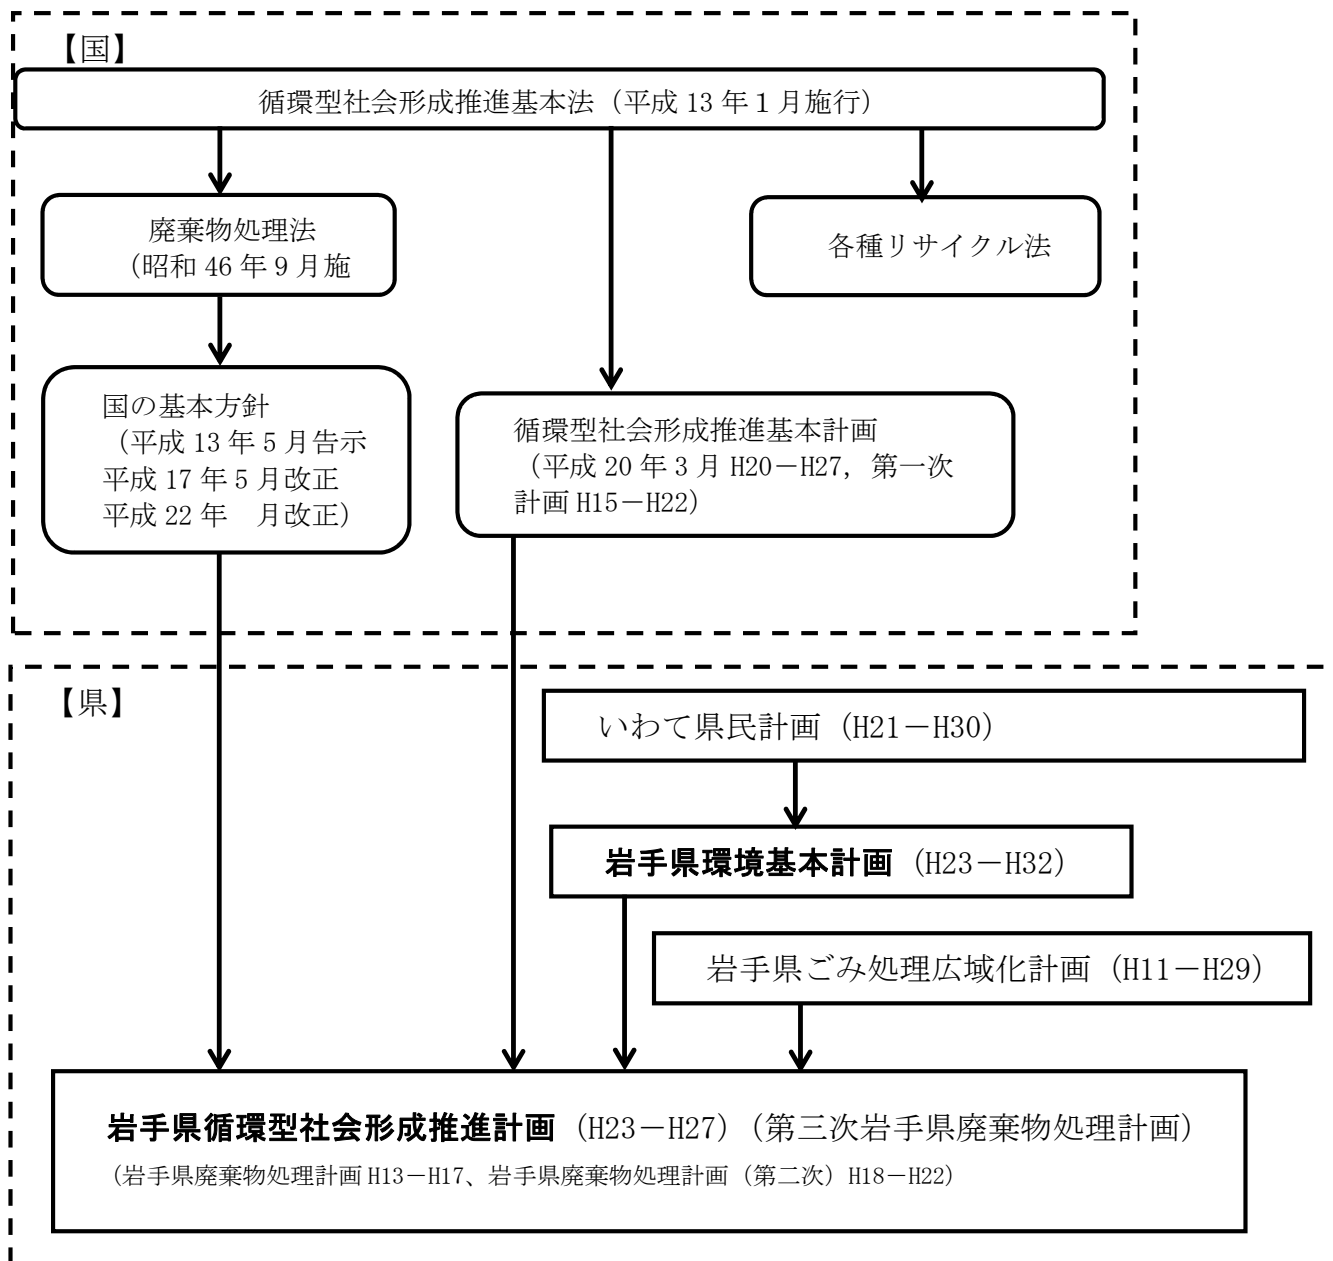 【国】
循環型社会形成推進基本法（平成 13 年１月施行）
廃棄物処理法
（昭和 46 年９月施
各種リサイクル法
国の基本方針
（平成 13 年５月告示
平成 17 年５月改正
平成 22 年　月改正）
循環型社会形成推進基本計画
（平成 20 年３月 H20－H27, 第一次
計画 H15－H22）
【県】
いわて県民計画（H21－H30）
岩手県環境基本計画（H23－H32）
岩手県ごみ処理広域化計画（H11－H29）
岩手県循環型社会形成推進計画（H23－H27）（第三次岩手県廃棄物処理計画）
（岩手県廃棄物処理計画 H13－H17、岩手県廃棄物処理計画（第二次）H18－H22）